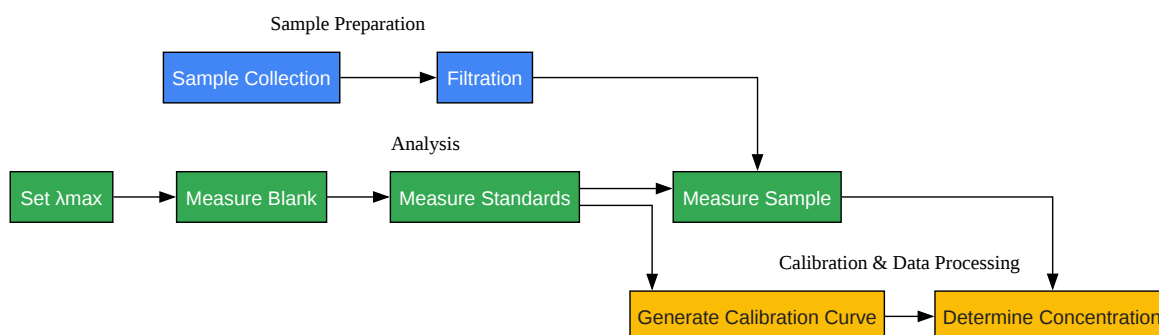 Sample Preparation
Sample Collection
Filtration
Analysis
Set λmax
Measure Blank
Measure Standards
Measure Sample
Calibration & Data Processing
Generate Calibration Curve
Determine Concentration